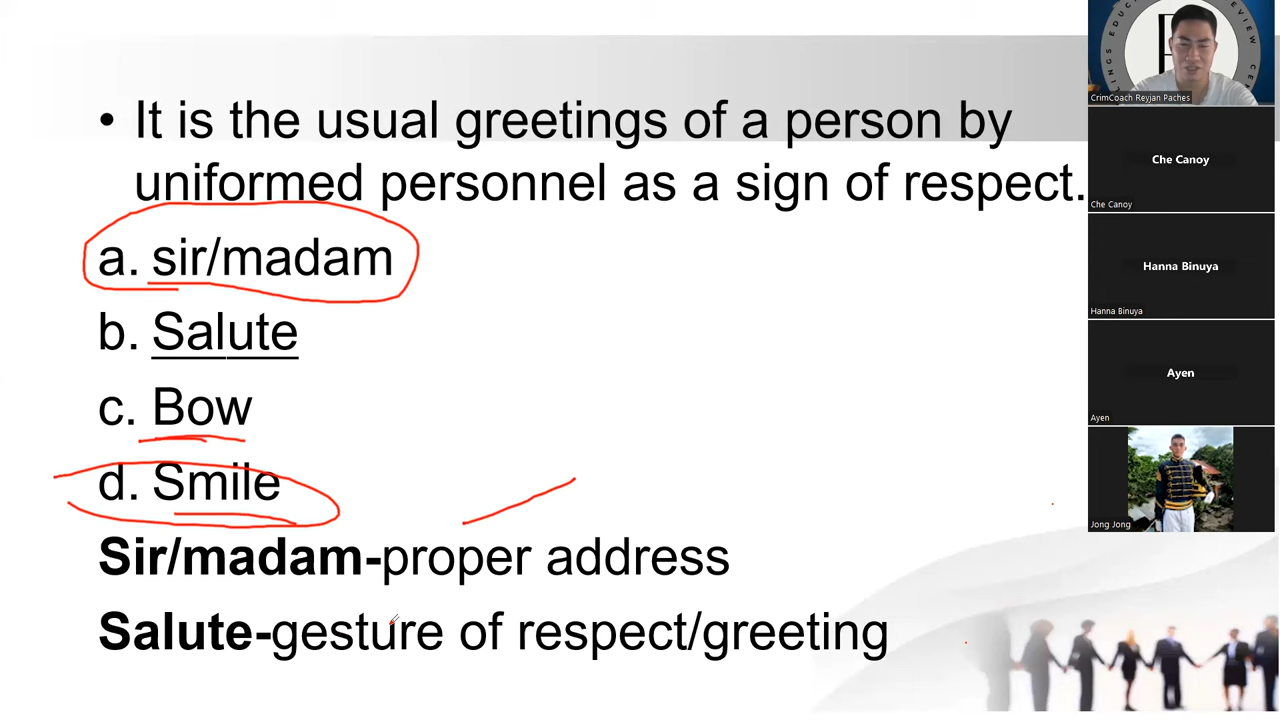 • It is the usual greetings of a person by
uniformed personnel as a sign of respect.
a. sir/madam
b. Salute
c. Bow
d. Smile
Sir/madam-proper address
Salute-gesture of respect/greeting
CrimCoach Reyjan Paches
Che Canoy
Che Canoy
Hanna Binuya
Hanna Binuya
Ayen
Ayen
Jong Jong